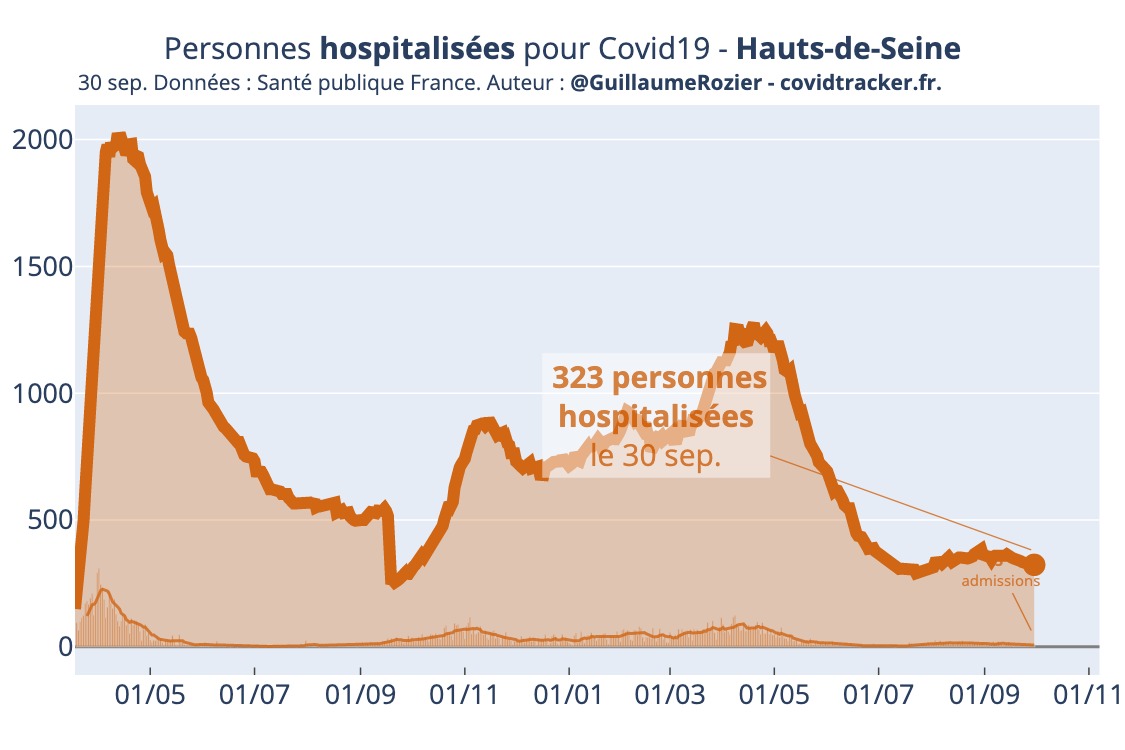 Personnes hospitalisées pour Covid19 - Hauts-de-Seine
30 sep. Données : Santé publique France. Auteur : @GuillaumeRozier - covidtracker.fr.
2000
1500
1000
500
0
323 personnes
hospitalisées
le 30 sep.
admissions
01/05 01/07 01/09 01/11 01/01 01/03 01/05 01/07 01/09 01/11